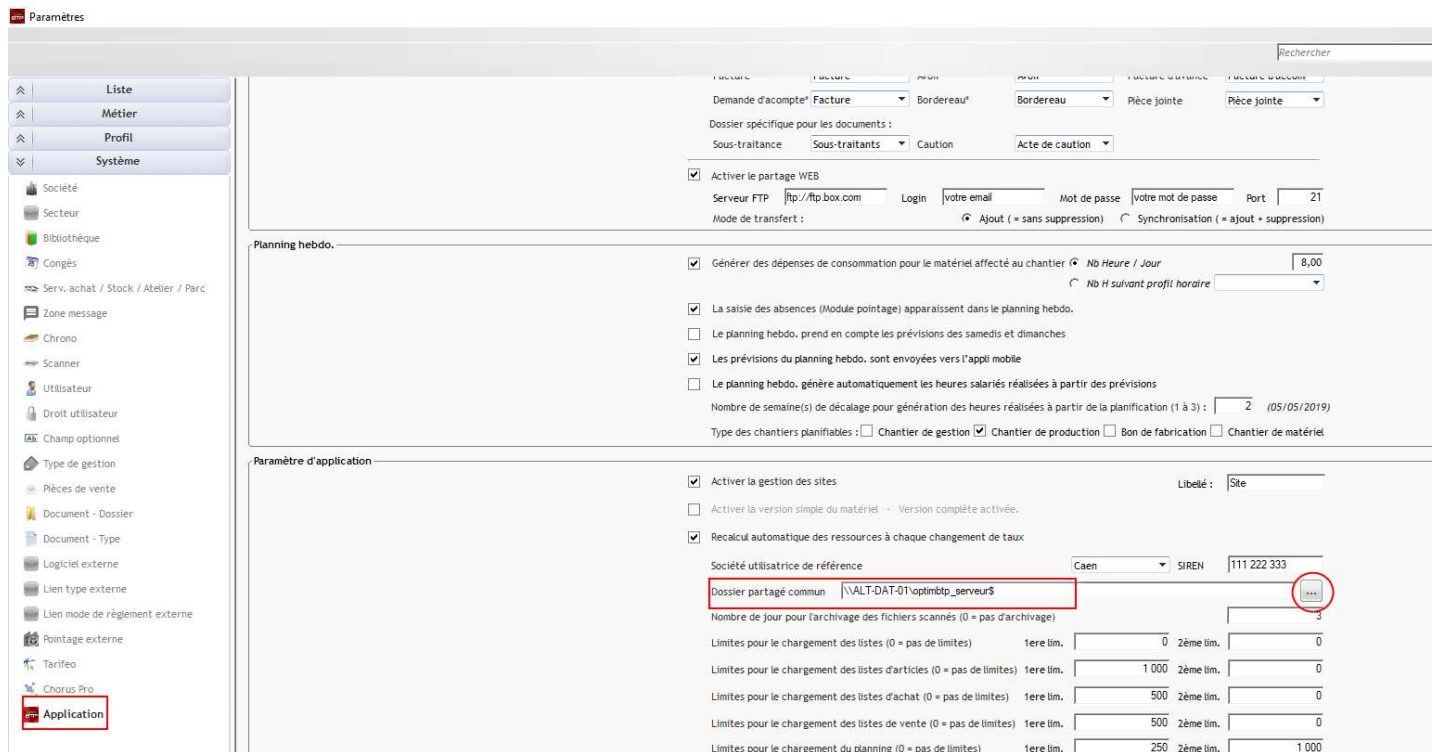 Paramètres
Rechercher
Liste
Métier
Profil
Système
Société
Secteur
Bibliothèque
Congès
Serv. achat / Stock / Atelier / Parc
Zone message
Chrono
Scanner
Utilisateur
Droit utilisateur
Champ optionnel
Type de gestion
Pièces de vente
Document - Dossier
Document - Type
Logiciel externe
Lien type externe
Lien mode de règlement externe
Pointage externe
Tarifeo
Chorus Pro
Application
Demande d'acompte* Facture Bordereau* Bordereau Pièce jointe Pièce jointe
Dossier spécifique pour les documents :
Sous-traitance Sous-traitants Caution Acte de caution
Activer le partage WEB
Serveur FTP ftp://ftp.box.com Login votre email Mot de passe votre mot de passe Port 21
Mode de transfert : Ajout ( = sans suppression) Synchronisation ( = ajout + suppression)
Planning hebdo.
Générer des dépenses de consommation pour le matériel affecté au chantier Nb Heure / Jour 8,00
Nb H suivant profil horaire
La saisie des absences (Module pointage) apparaissent dans le planning hebdo.
Le planning hebdo. prend en compte les prévisions des samedis et dimanches
Les prévisions du planning hebdo. sont envoyées vers l'appli mobile
Le planning hebdo. génère automatiquement les heures salariés réalisées à partir des prévisions
Nombre de semaine(s) de décalage pour génération des heures réalisées à partir de la planification (1 à 3) : 2 (05/05/2019)
Type des chantiers planifiables : Chantier de gestion Chantier de production Bon de fabrication Chantier de matériel
Paramètre d'application
Activer la gestion des sites Libellé : Site
Activer la version simple du matériel - Version complète activée.
Recalcul automatique des ressources à chaque changement de taux
Société utilisatrice de référence Caen SIREN 111 222 333
Dossier partagé commun \\ALT-DAT-01\optimbtp_serveur$ ...
Nombre de jour pour l'archivage des fichiers scannés (0 = pas d'archivage) 3
Limites pour le chargement des listes (0 = pas de limites) 1ere lim. 0 2ème lim. 0
Limites pour le chargement des listes d'articles (0 = pas de limites) 1ere lim. 1 000 2ème lim. 0
Limites pour le chargement des listes d'achat (0 = pas de limites) 1ere lim. 500 2ème lim. 0
Limites pour le chargement des listes de vente (0 = pas de limites) 1ere lim. 500 2ème lim. 0
Limites pour le chargement du planning (0 = pas de limites) 1ere lim. 250 2ème lim. 1 000